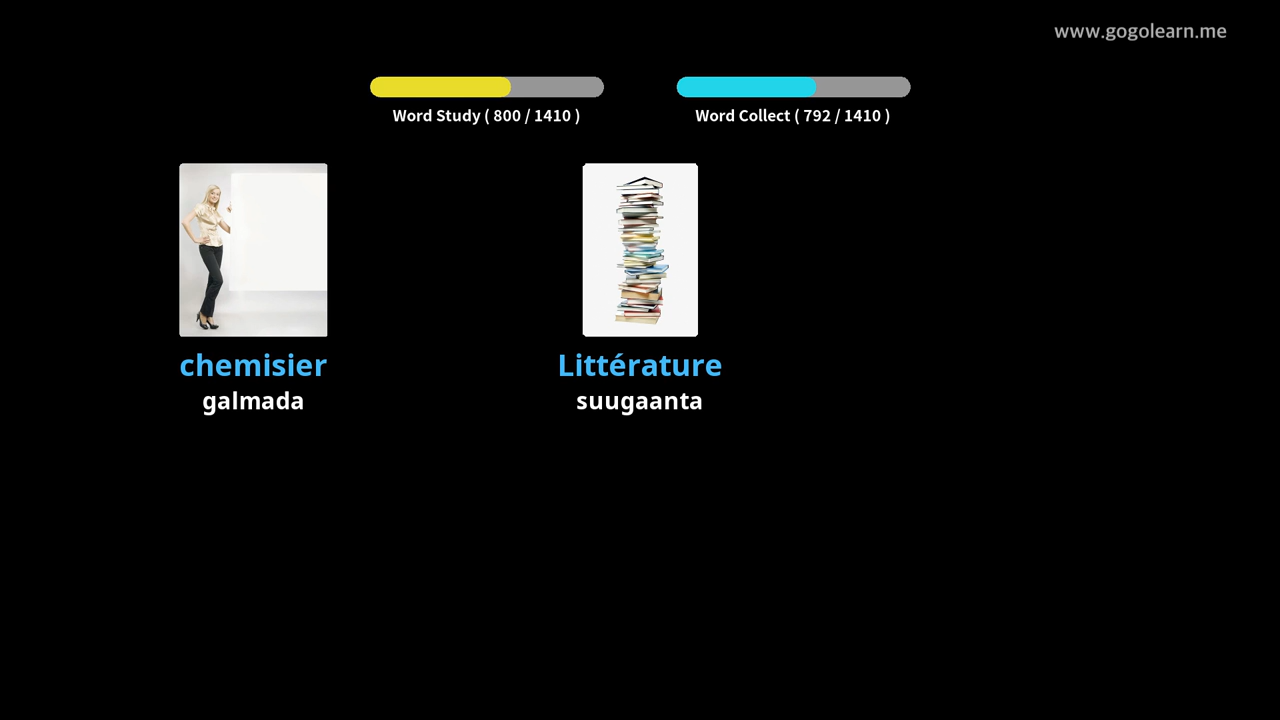 www.gogolearn.me
Word Study ( 800 / 1410 )
Word Collect ( 792 / 1410 )
chemisier
galmada
Littérature
suugaanta